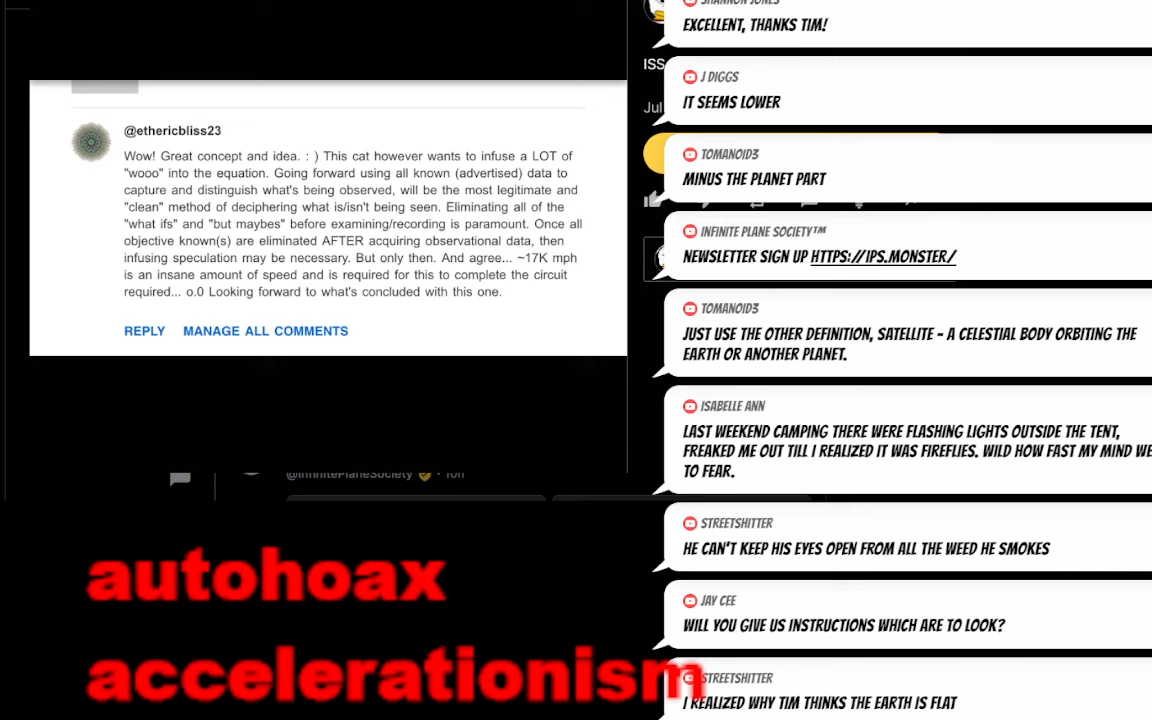 @ethericbliss23
Wow! Great concept and idea. : ) This cat however wants to infuse a LOT of
"wooo" into the equation. Going forward using all known (advertised) data to
capture and distinguish what's being observed, will be the most legitimate and
"clean" method of deciphering what is/isn't being seen. Eliminating all of the
"what ifs" and "but maybes" before examining/recording is paramount. Once all
objective known(s) are eliminated AFTER acquiring observational data, then
infusing speculation may be necessary. But only then. And agree... ~17K mph
is an insane amount of speed and is required for this to complete the circuit
required... o.0 Looking forward to what's concluded with this one.
REPLY MANAGE ALL COMMENTS
@InfinitePlaneSociety • 10h
autohoax
accelerationism
ISS
Jul
SHANNON JONES
EXCELLENT, THANKS TIM!
J DIGGS
IT SEEMS LOWER
TOMANOID3
MINUS THE PLANET PART
INFINITE PLANE SOCIETY™
NEWSLETTER SIGN UP HTTPS://IPS.MONSTER/
TOMANOID3
JUST USE THE OTHER DEFINITION, SATELLITE - A CELESTIAL BODY ORBITING THE
EARTH OR ANOTHER PLANET.
ISABELLE ANN
LAST WEEKEND CAMPING THERE WERE FLASHING LIGHTS OUTSIDE THE TENT,
FREAKED ME OUT TILL I REALIZED IT WAS FIREFLIES. WILD HOW FAST MY MIND WE
TO FEAR.
STREETSHITTER
HE CAN'T KEEP HIS EYES OPEN FROM ALL THE WEED HE SMOKES
JAY CEE
WILL YOU GIVE US INSTRUCTIONS WHICH ARE TO LOOK?
STREETSHITTER
I REALIZED WHY TIM THINKS THE EARTH IS FLAT